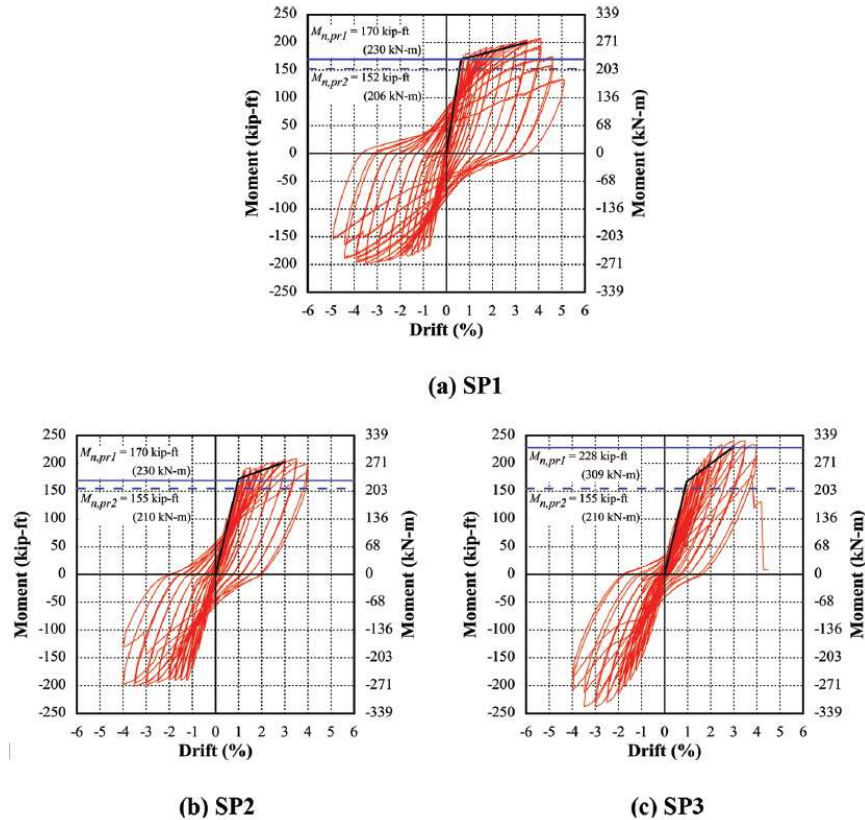 250
200
150
100
50
0
-50
-100
-150
-200
-250
Moment (kip-ft)
M_{n,pr1} = 170 kip-ft
(230 kN-m)
M_{n,pr2} = 152 kip-ft
(206 kN-m)
339
271
203
136
68
0
-68
-136
-203
-271
-339
Moment (kN-m)
-6 -5 -4 -3 -2 -1 0 1 2 3 4 5 6
Drift (%)
(a) SP1
250
200
150
100
50
0
-50
-100
-150
-200
-250
Moment (kip-ft)
M_{n,pr1} = 170 kip-ft
(230 kN-m)
M_{n,pr2} = 155 kip-ft
(210 kN-m)
339
271
203
136
68
0
-68
-136
-203
-271
-339
Moment (kN-m)
-6 -5 -4 -3 -2 -1 0 1 2 3 4 5 6
Drift (%)
(b) SP2
250
200
150
100
50
0
-50
-100
-150
-200
-250
Moment (kip-ft)
M_{n,pr1} = 228 kip-ft
(309 kN-m)
M_{n,pr2} = 155 kip-ft
(210 kN-m)
339
271
203
136
68
0
-68
-136
-203
-271
-339
Moment (kN-m)
-6 -5 -4 -3 -2 -1 0 1 2 3 4 5 6
Drift (%)
(c) SP3